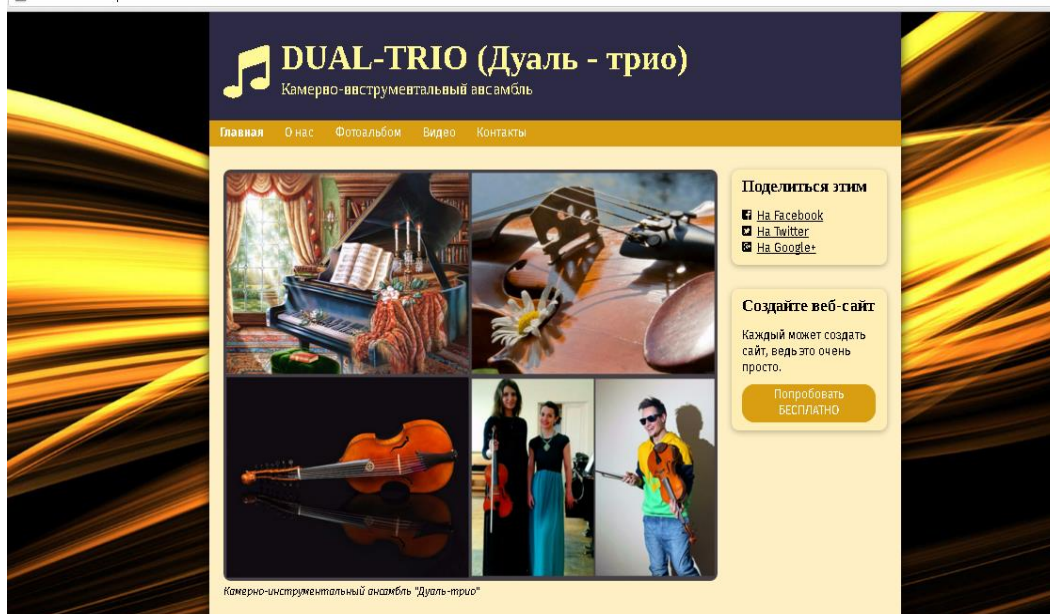 DUAL-TRIO (Дуаль - трио)
Камерно-инструментальный ансамбль
Главная О нас Фотоальбом Видео Контакты
Поделиться этим
На Facebook
На Twitter
На Google+
Создайте веб-сайт
Каждый может создать
сайт, ведь это очень
просто.
Попробовать
БЕСПЛАТНО
Камерно-инструментальный ансамбль "Дуаль-трио"